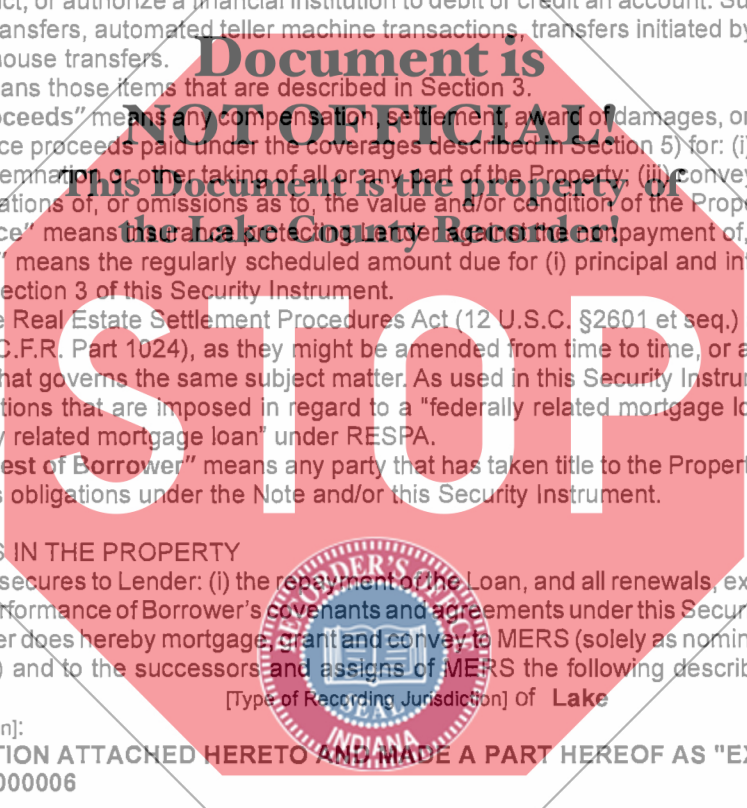 ct, or authorize a financial institution to debit or credit an account. Su
ansfers, automated teller machine transactions, transfers initiated by
ouse transfers.
Document is
ans those items that are described in Section 3.
NOT OFFICIAL!
ceeds” means any compensation, settlement, award of damages, or
ce proceeds paid under the coverages described in Section 5) for: (i)
This Document is the property of
emnation or other taking of all or any part of the Property; (iii) convey
ations of, or omissions as to, the value and/or condition of the Prope
the Lake County Recorder!
ce” means insurance protecting Lender against the nonpayment of,
” means the regularly scheduled amount due for (i) principal and int
ection 3 of this Security Instrument.
e Real Estate Settlement Procedures Act (12 U.S.C. §2601 et seq.)
C.F.R. Part 1024), as they might be amended from time to time, or a
hat governs the same subject matter. As used in this Security Instrum
tions that are imposed in regard to a "federally related mortgage lo
y related mortgage loan” under RESPA.
STOP
est of Borrower” means any party that has taken title to the Propert
s obligations under the Note and/or this Security Instrument.
S IN THE PROPERTY
secures to Lender: (i) the repayment of the Loan, and all renewals, ex
rformance of Borrower’s covenants and agreements under this Secur
er does hereby mortgage, grant and convey to MERS (solely as nomin
) and to the successors and assigns of MERS the following describ
[Type of Recording Jurisdiction] of Lake
RECORDER'S OFFICE
SEAL
INDIANA
n]:
TION ATTACHED HERETO AND MADE A PART HEREOF AS "EX
000006